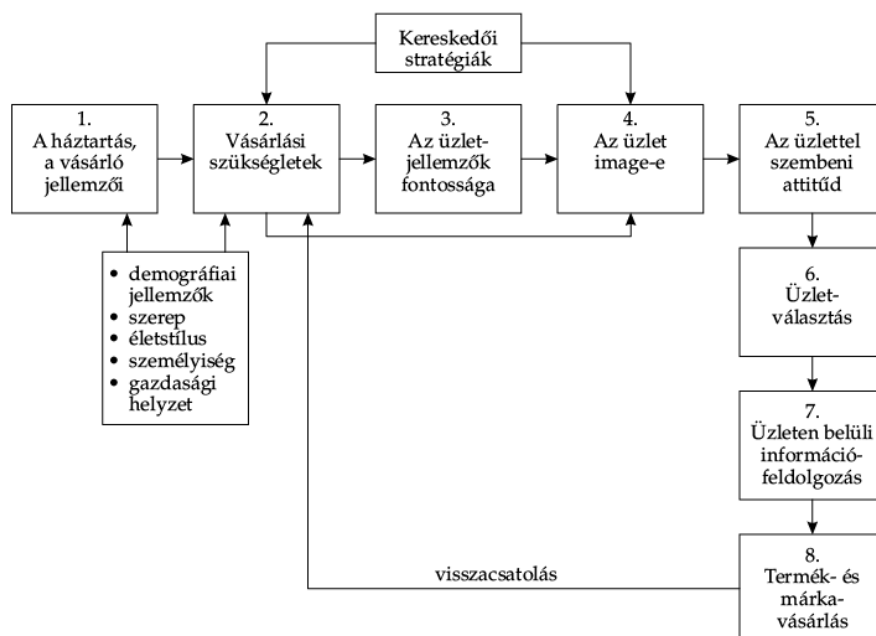 Kereskedői
stratégiák
1.
A háztartás,
a vásárló
jellemzői
2.
Vásárlási
szükségletek
3.
Az üzlet-
jellemzők
fontossága
4.
Az üzlet
image-e
5.
Az üzlettel
szembeni
attitűd
• demográfiai
jellemzők
• szerep
• életstílus
• személyiség
• gazdasági
helyzet
6.
Üzlet-
választás
7.
Üzleten belüli
információ-
feldolgozás
visszacsatolás
8.
Termék- és
márka-
vásárlás